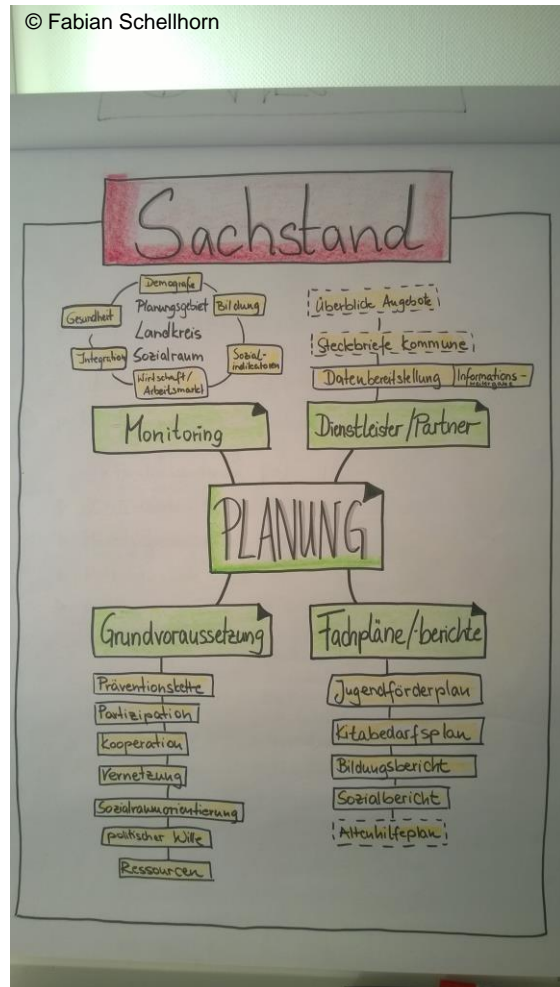 © Fabian Schellhorn
Sachstand
Demografie
Gesundheit
Planungsgebiet
Bildung
Landkreis
Integration
Sozialraum
Sozial-
indikatoren
Wirtschaft/
Arbeitsmarkt
Monitoring
Überblick Angebote
Steckbriefe Kommune
Datenbereitstellung
Informations-
Dienstleister/Partner
PLANUNG
Grundvoraussetzung
Präventionskette
Partizipation
Kooperation
Vernetzung
Sozialraumorientierung
politischer Wille
Ressourcen
Fachpläne/-berichte
Jugendförderplan
Kitabedarfsplan
Bildungsbericht
Sozialbericht
Altenhilfeplan